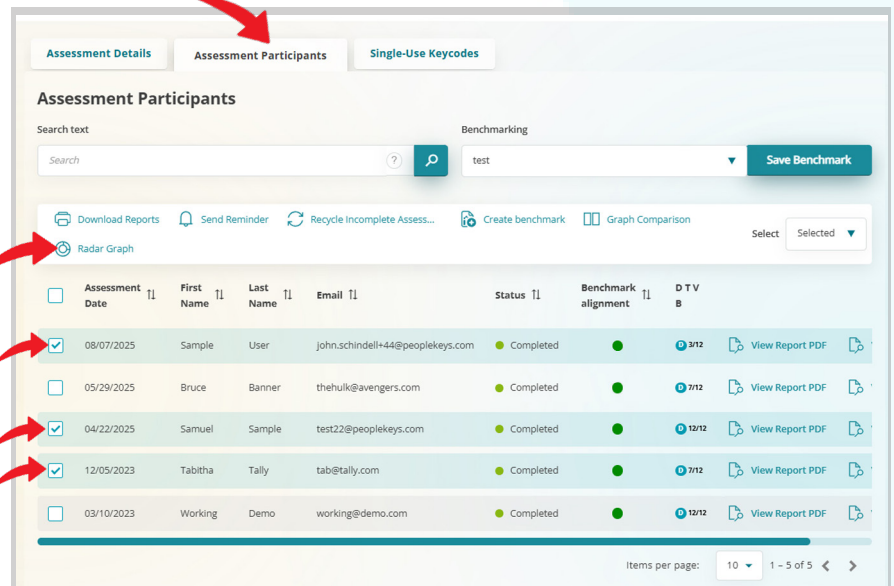 Assessment Details
Assessment Participants
Single-Use Keycodes
Assessment Participants
Search text
Benchmarking
Search
?
test
Save Benchmark
Download Reports
Send Reminder
Recycle Incomplete Assess...
Create benchmark
Graph Comparison
Select
Selected
Radar Graph
Assessment Date
First Name
Last Name
Email
Status
Benchmark alignment
D T V B
08/07/2025 Sample User john.schindell+44@peoplekeys.com Completed D 3/12 View Report PDF
05/29/2025 Bruce Banner thehulk@avengers.com Completed D 7/12 View Report PDF
04/22/2025 Samuel Sample test22@peoplekeys.com Completed D 12/12 View Report PDF
12/05/2023 Tabitha Tally tab@tally.com Completed D 7/12 View Report PDF
03/10/2023 Working Demo working@demo.com Completed D 12/12 View Report PDF
Items per page: 10 1 – 5 of 5